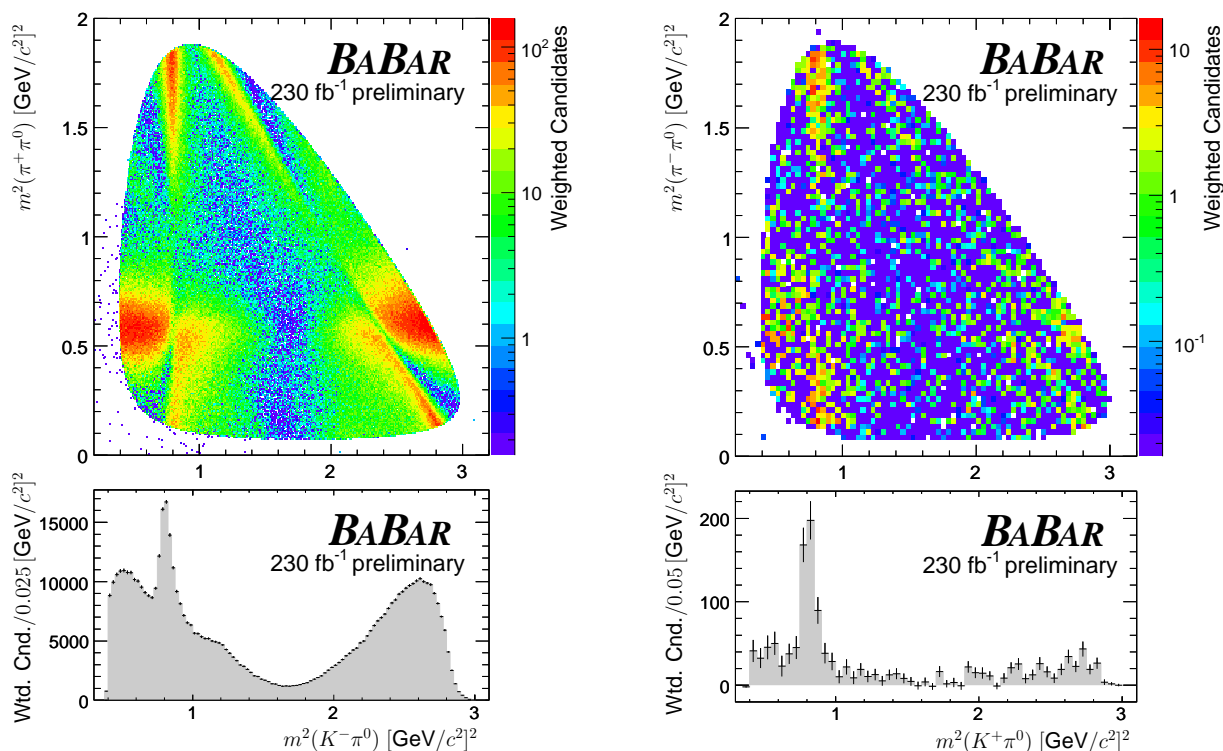 BABAR
230 fb⁻¹ preliminary
m²(π⁺π⁰) [GeV/c²]²
2
1.5
1
0.5
0
1
2
3
10²
10
1
Weighted Candidates
BABAR
230 fb⁻¹ preliminary
m²(π⁻π⁰) [GeV/c²]²
2
1.5
1
0.5
0
1
2
3
10
1
10⁻¹
Weighted Candidates
BABAR
230 fb⁻¹ preliminary
Wtd. Cnd./0.025 [GeV/c²]²
15000
10000
5000
0
1
2
3
m²(K⁻π⁰) [GeV/c²]²
BABAR
230 fb⁻¹ preliminary
Wtd. Cnd./0.05 [GeV/c²]²
200
100
0
1
2
3
m²(K⁺π⁰) [GeV/c²]²